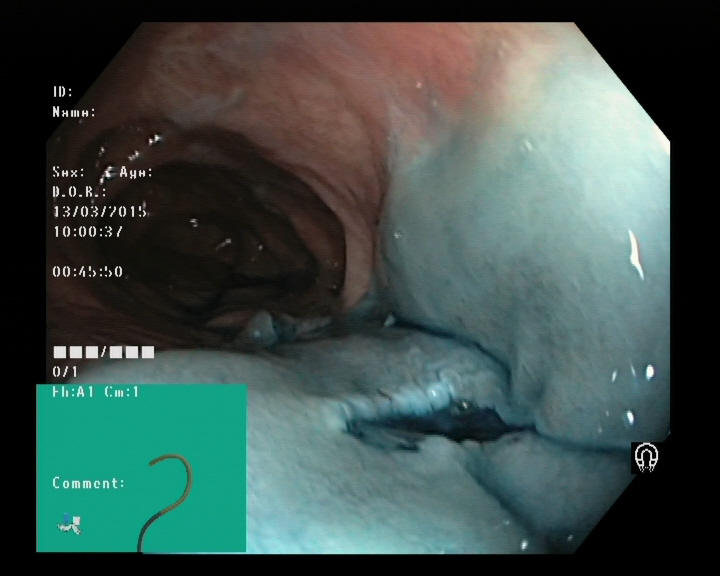 ID:
Name:
Sex: Age:
D.O.B.:
13/03/2015
10:00:37
00:45:50
0/1
Eh:A1 Cm:1
Comment: